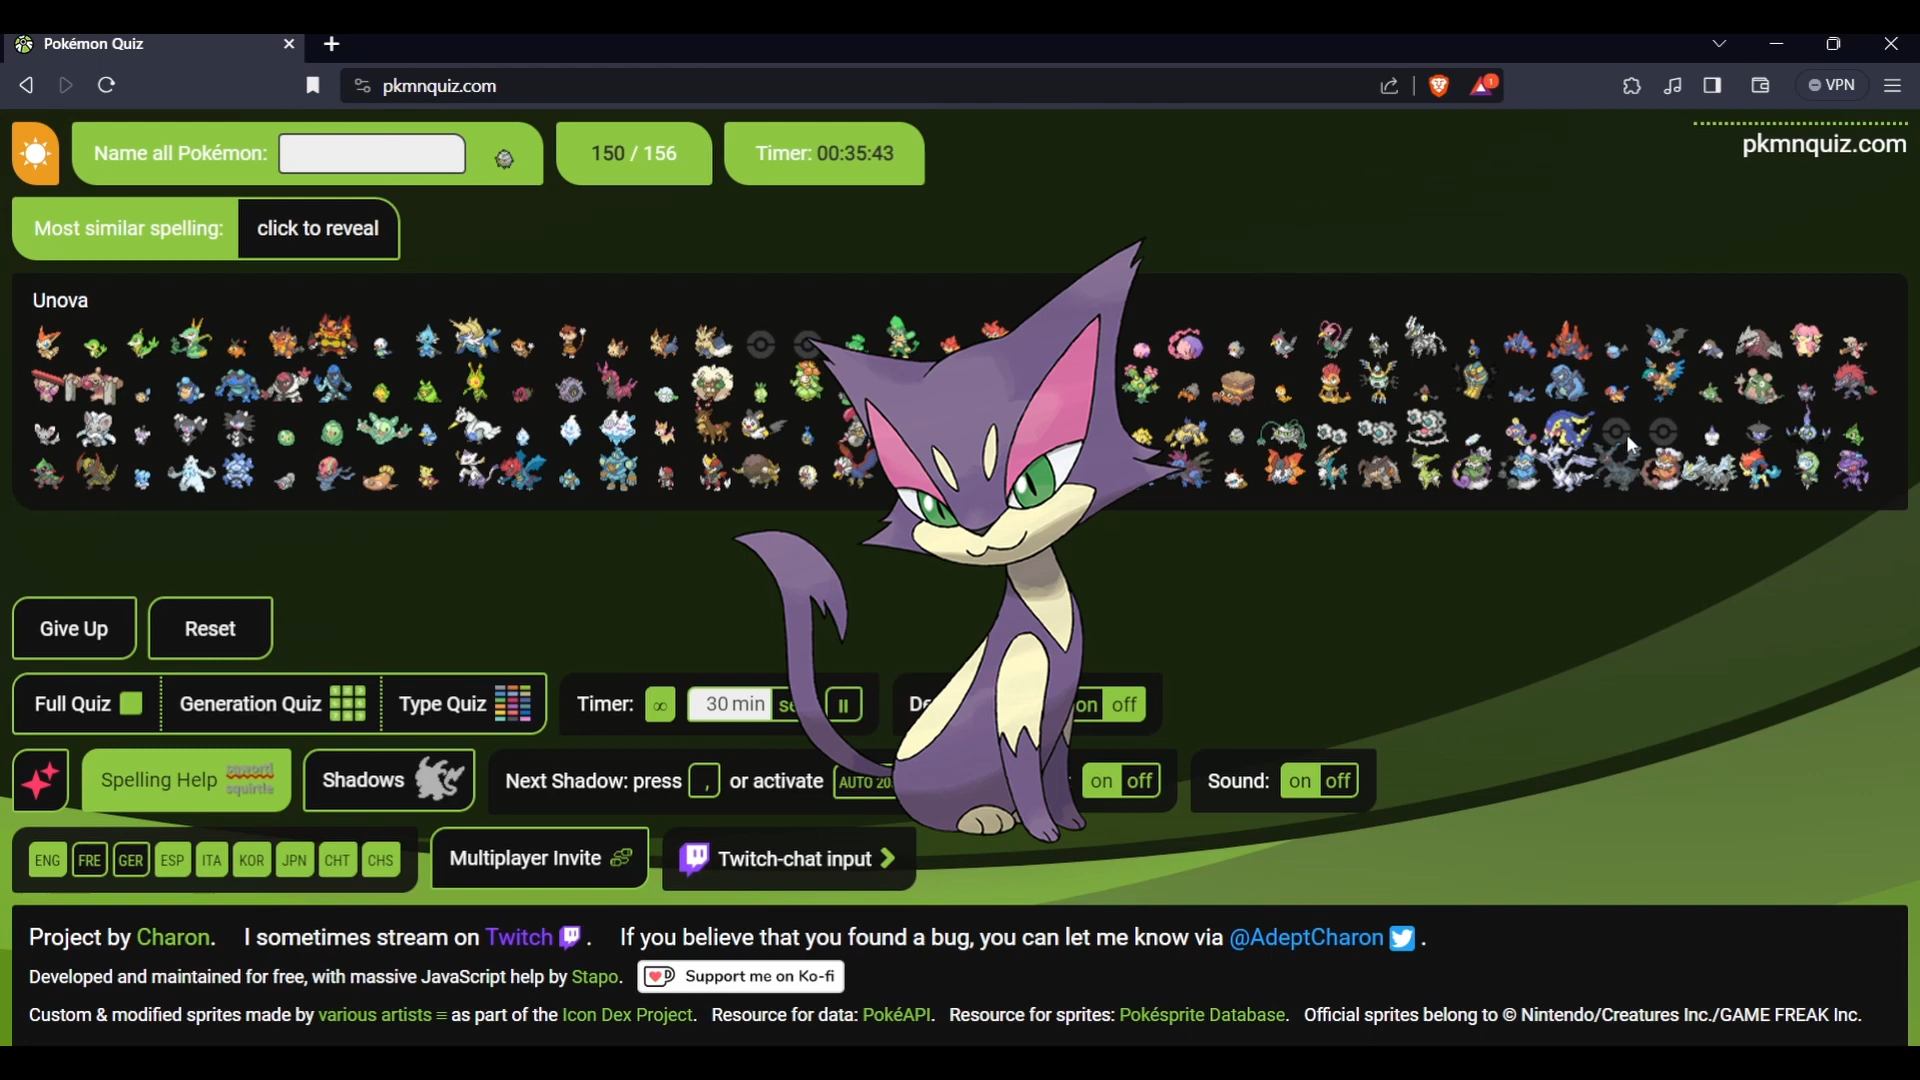 Pokémon Quiz
pkmnquiz.com
1
VPN
Name all Pokémon:
150 / 156
Timer: 00:35:43
pkmnquiz.com
Most similar spelling:
click to reveal
Unova
Give Up
Reset
Full Quiz
Generation Quiz
Type Quiz
Timer:
∞
30 min
on
off
Spelling Help
squirtle
Shadows
Next Shadow: press , or activate
AUTO
on
off
Sound:
on
off
ENG
FRE
GER
ESP
ITA
KOR
JPN
CHT
CHS
Multiplayer Invite
Twitch-chat input
Project by Charon. I sometimes stream on Twitch . If you believe that you found a bug, you can let me know via @AdeptCharon .
Developed and maintained for free, with massive JavaScript help by Stapo. Support me on Ko-fi
Custom & modified sprites made by various artists ≡ as part of the Icon Dex Project. Resource for data: PokéAPI. Resource for sprites: Pokésprite Database. Official sprites belong to © Nintendo/Creatures Inc./GAME FREAK Inc.